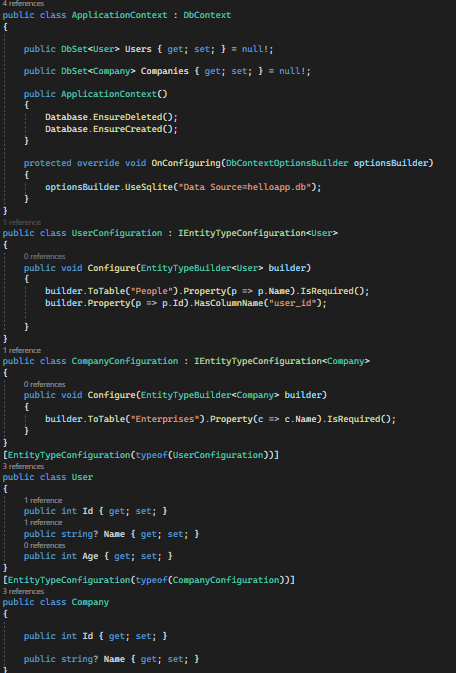 4 references
public class ApplicationContext : DbContext
{
public DbSet<User> Users { get; set; } = null!;
public DbSet<Company> Companies { get; set; } = null!;
public ApplicationContext()
{
Database.EnsureDeleted();
Database.EnsureCreated();
}
protected override void OnConfiguring(DbContextOptionsBuilder optionsBuilder)
{
optionsBuilder.UseSqlite("Data Source=helloapp.db");
}
}
1 reference
public class UserConfiguration : IEntityTypeConfiguration<User>
{
0 references
public void Configure(EntityTypeBuilder<User> builder)
{
builder.ToTable("People").Property(p => p.Name).IsRequired();
builder.Property(p => p.Id).HasColumnName("user_id");
}
}
1 reference
public class CompanyConfiguration : IEntityTypeConfiguration<Company>
{
0 references
public void Configure(EntityTypeBuilder<Company> builder)
{
builder.ToTable("Enterprises").Property(c => c.Name).IsRequired();
}
}
[EntityTypeConfiguration(typeof(UserConfiguration))]
3 references
public class User
{
1 reference
public int Id { get; set; }
1 reference
public string? Name { get; set; }
0 references
public int Age { get; set; }
}
[EntityTypeConfiguration(typeof(CompanyConfiguration))]
3 references
public class Company
{
public int Id { get; set; }
public string? Name { get; set; }
}